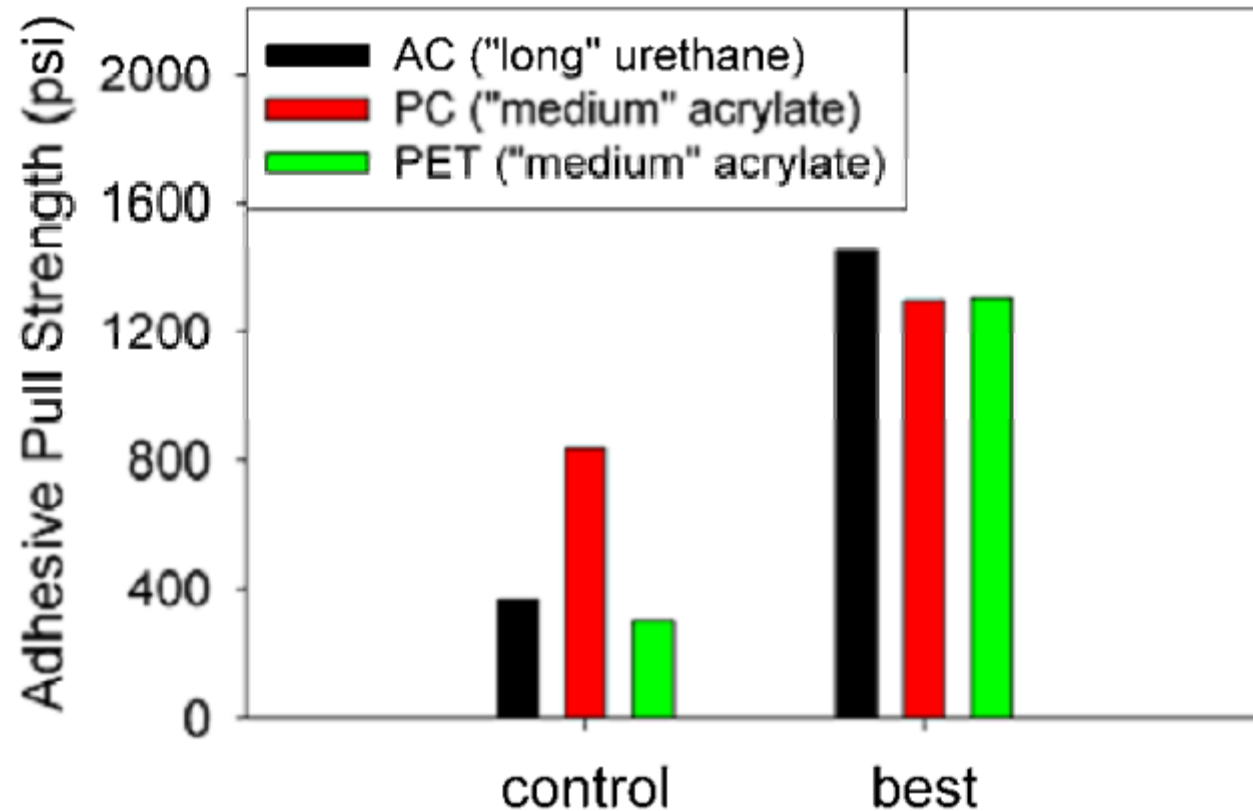 Adhesive Pull Strength (psi)
2000
1600
1200
800
400
0
AC ("long" urethane)
PC ("medium" acrylate)
PET ("medium" acrylate)
control
best